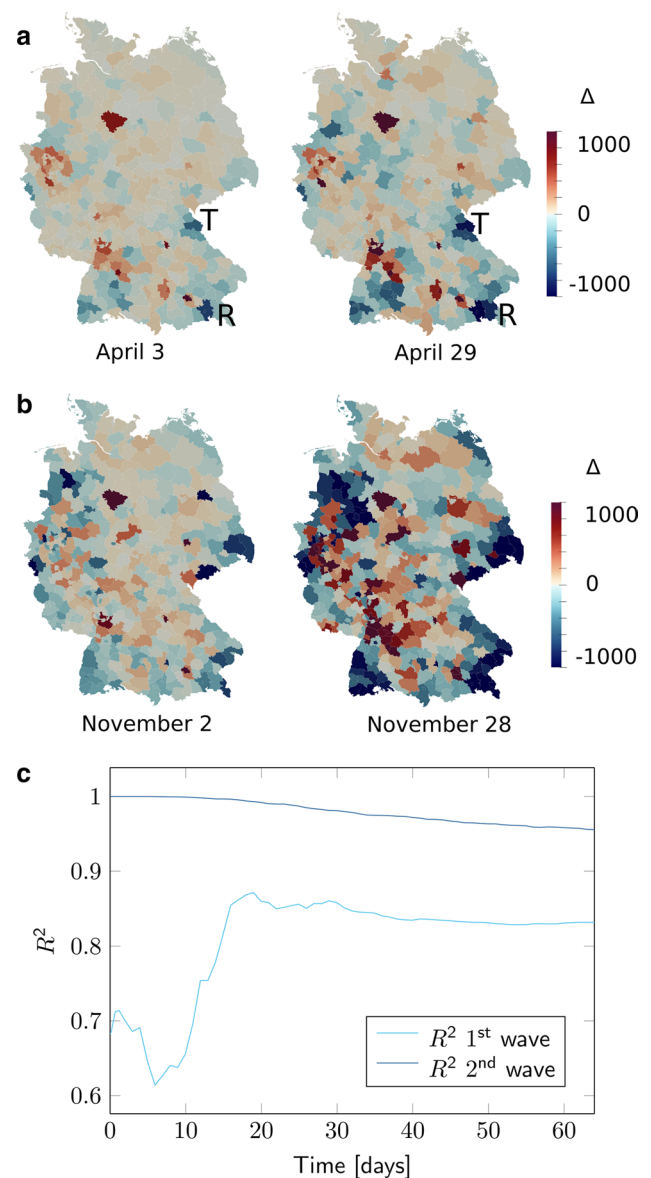 a
Δ
1000
0
-1000
T
T
R
R
April 3
April 29
b
Δ
1000
0
-1000
November 2
November 28
c
1
0.9
0.8
0.7
0.6
R²
R² 1st wave
R² 2nd wave
0 10 20 30 40 50 60
Time [days]